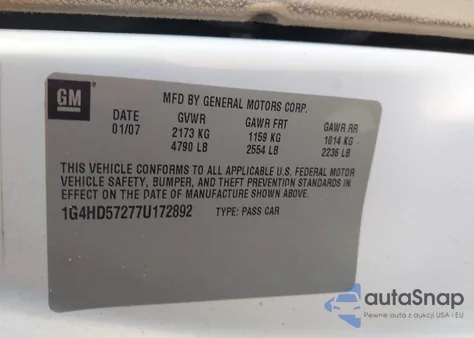 GM
MFD BY GENERAL MOTORS CORP.
DATE GVWR GAWR FRT GAWR RR
01/07 2173 KG 1159 KG 1014 KG
4790 LB 2554 LB 2236 LB
THIS VEHICLE CONFORMS TO ALL APPLICABLE U.S. FEDERAL MOTOR
VEHICLE SAFETY, BUMPER, AND THEFT PREVENTION STANDARDS IN
EFFECT ON THE DATE OF MANUFACTURE SHOWN ABOVE.
1G4HD57277U172892 TYPE: PASS CAR
autoSnap
Pewne auta z aukcji USA i EU